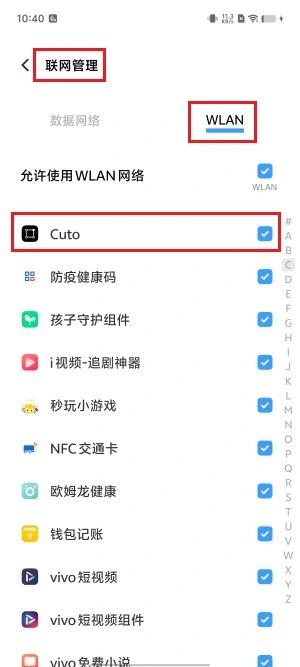 10:40
11.3
KB/s
联网管理
数据网络
WLAN
允许使用WLAN网络
WLAN
Cuto
防疫健康码
孩子守护组件
i视频-追剧神器
秒玩小游戏
NFC交通卡
欧姆龙健康
钱包记账
vivo短视频
vivo短视频组件
vivo免费小说
#
A
B
C
D
E
F
G
H
I
J
K
L
M
N
O
P
Q
R
S
T
U
V
W
X
Y
Z